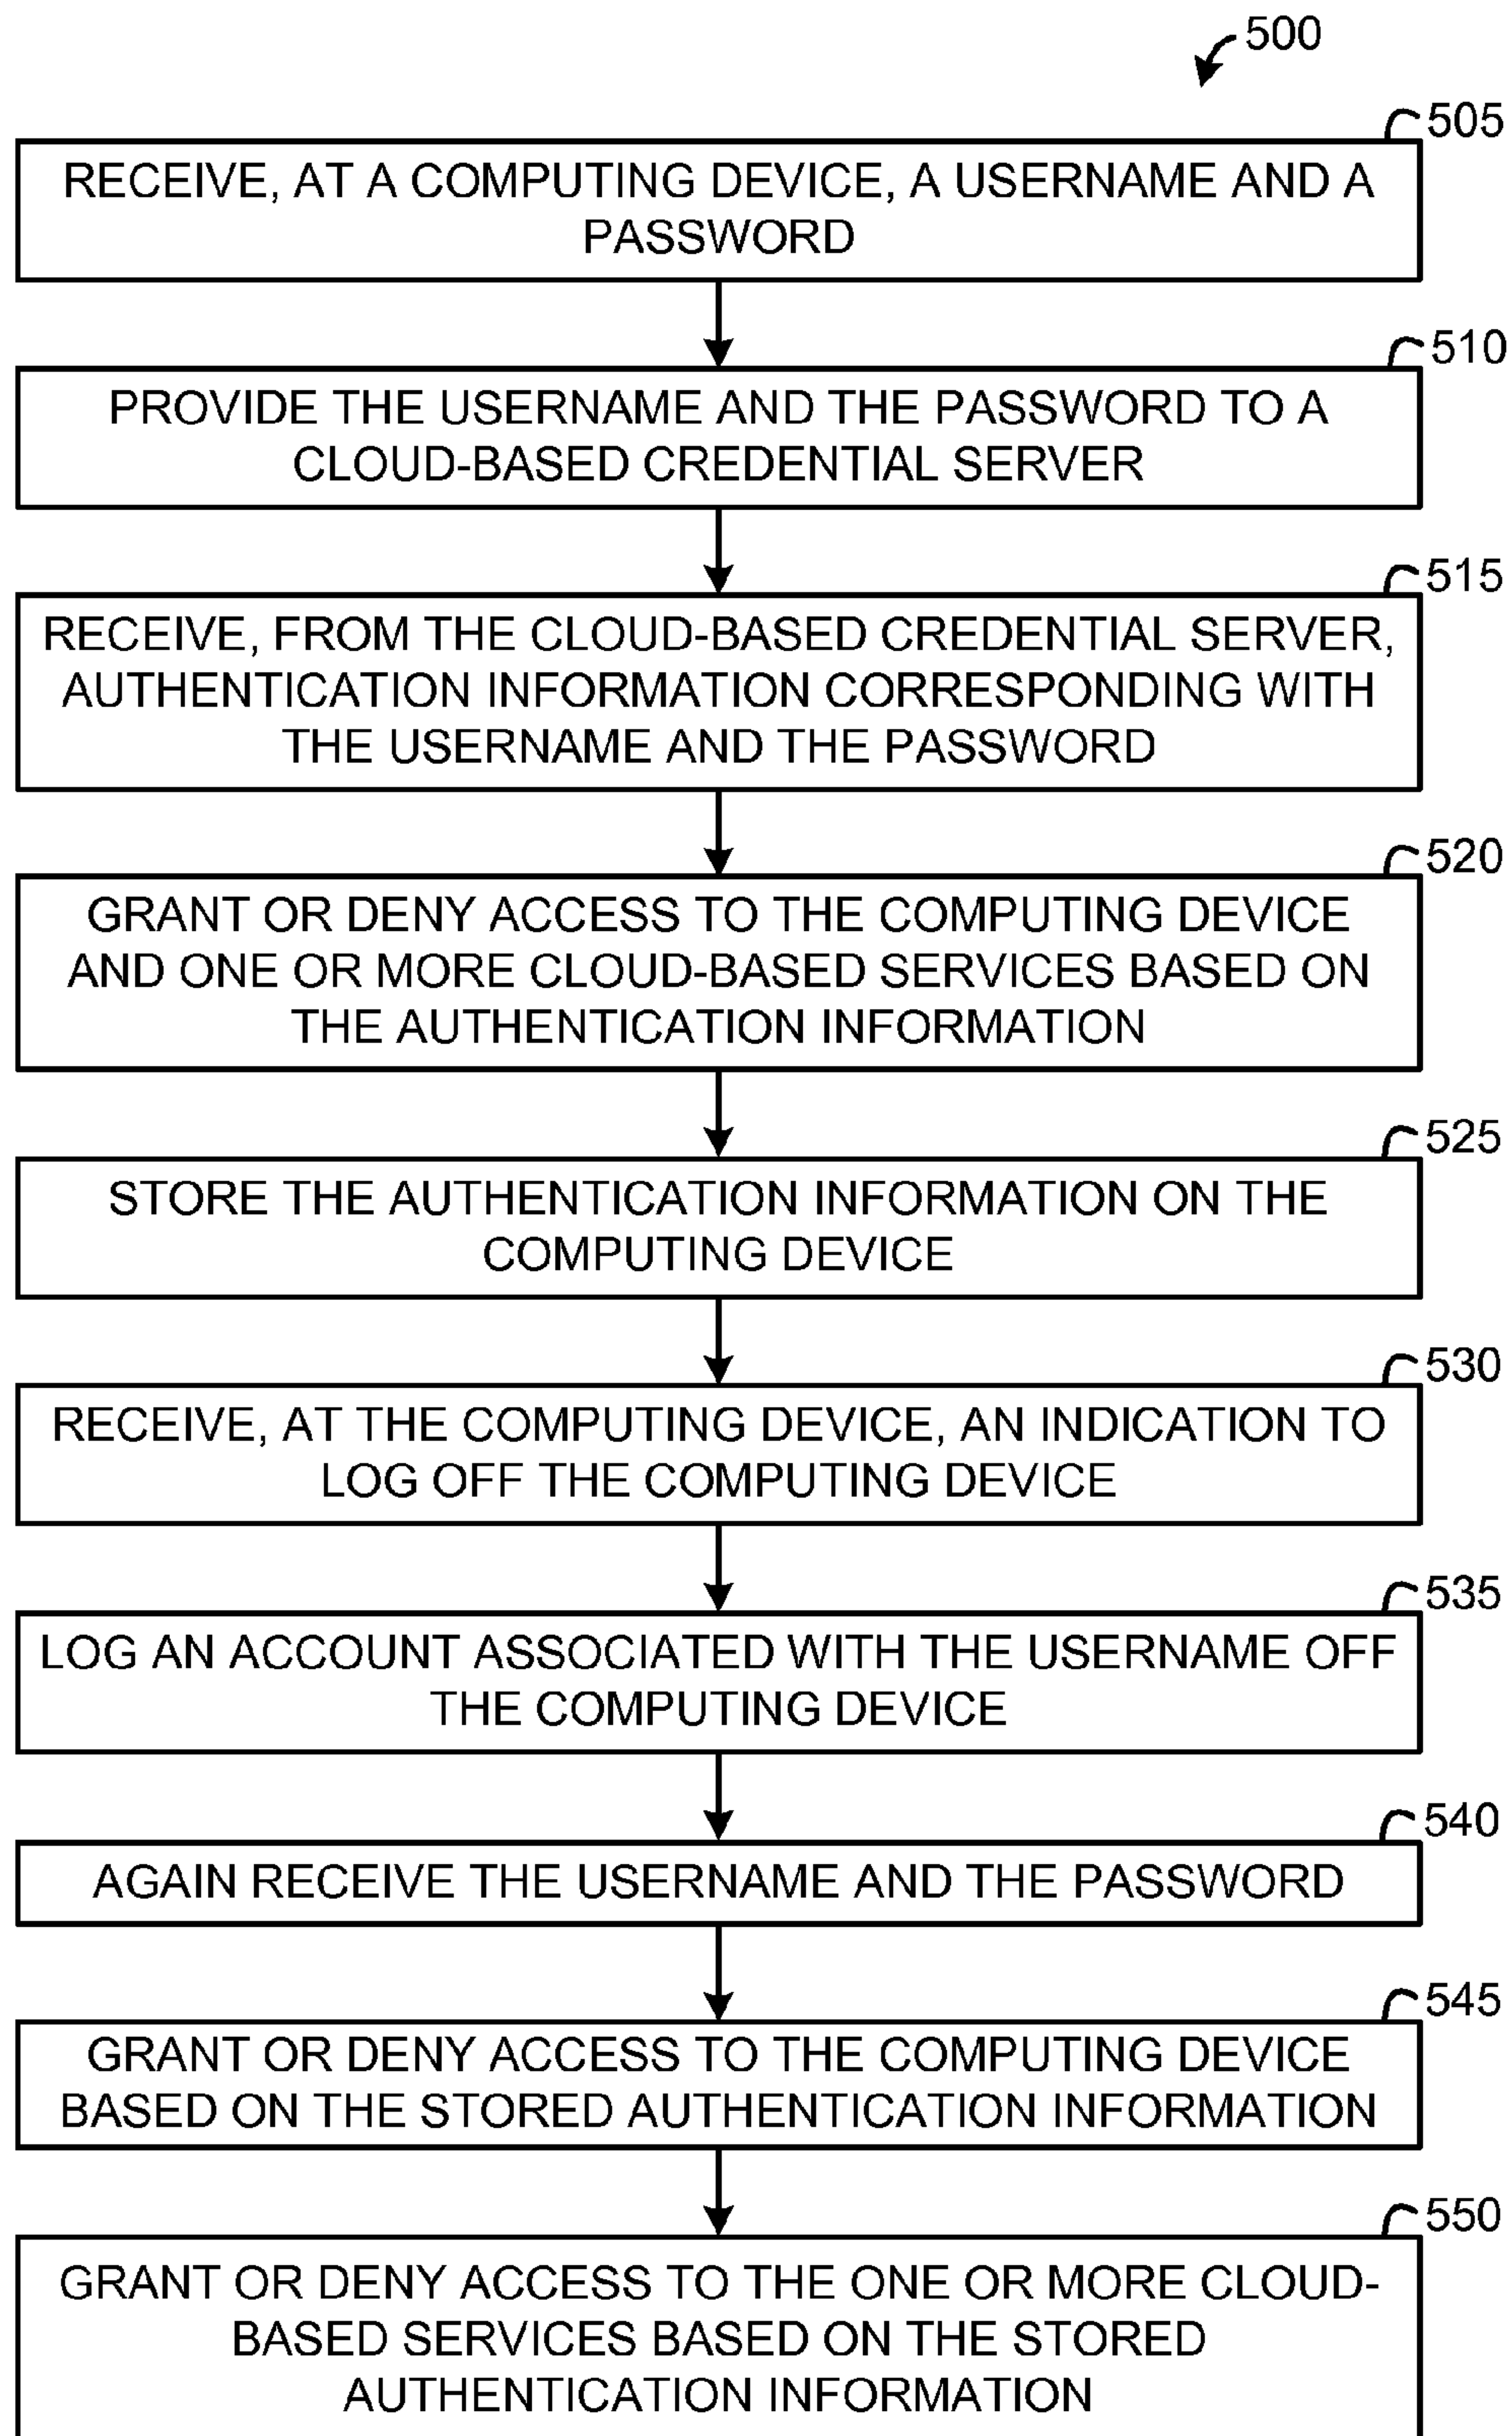 500
505
RECEIVE, AT A COMPUTING DEVICE, A USERNAME AND A
PASSWORD
510
PROVIDE THE USERNAME AND THE PASSWORD TO A
CLOUD-BASED CREDENTIAL SERVER
515
RECEIVE, FROM THE CLOUD-BASED CREDENTIAL SERVER,
AUTHENTICATION INFORMATION CORRESPONDING WITH
THE USERNAME AND THE PASSWORD
520
GRANT OR DENY ACCESS TO THE COMPUTING DEVICE
AND ONE OR MORE CLOUD-BASED SERVICES BASED ON
THE AUTHENTICATION INFORMATION
525
STORE THE AUTHENTICATION INFORMATION ON THE
COMPUTING DEVICE
530
RECEIVE, AT THE COMPUTING DEVICE, AN INDICATION TO
LOG OFF THE COMPUTING DEVICE
535
LOG AN ACCOUNT ASSOCIATED WITH THE USERNAME OFF
THE COMPUTING DEVICE
540
AGAIN RECEIVE THE USERNAME AND THE PASSWORD
545
GRANT OR DENY ACCESS TO THE COMPUTING DEVICE
BASED ON THE STORED AUTHENTICATION INFORMATION
550
GRANT OR DENY ACCESS TO THE ONE OR MORE CLOUD-
BASED SERVICES BASED ON THE STORED
AUTHENTICATION INFORMATION